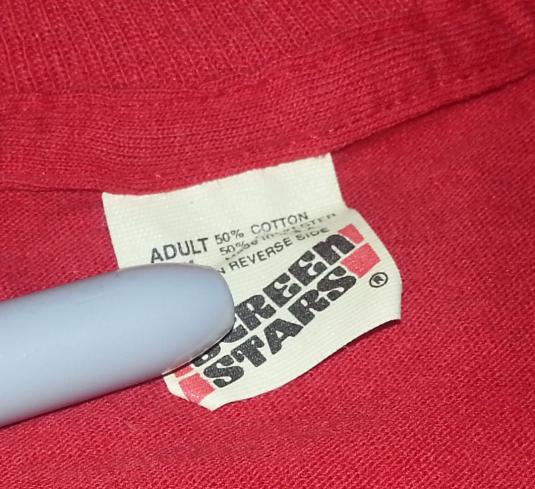 ADULT 50% COTTON
50% POLYESTER
REVERSE SIDE
SCREEN
STARS
®